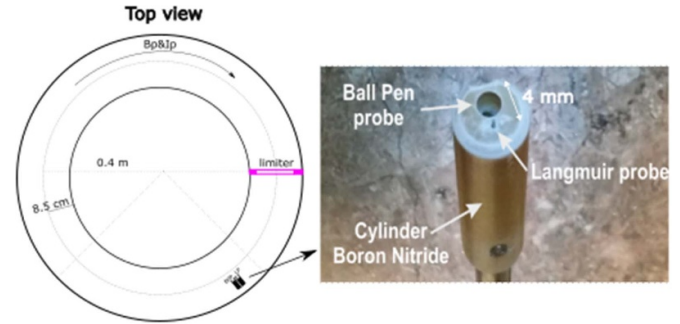 Top view
Bp&Ip
0.4 m
limiter
8.5 cm
Ball Pen
probe
4 mm
Langmuir probe
Cylinder
Boron Nitride